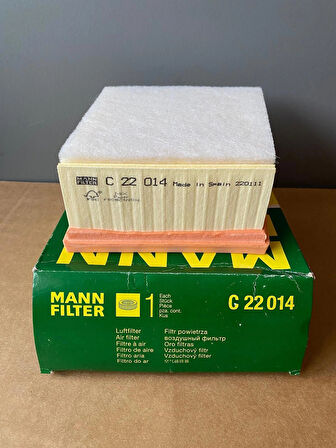 MANN
FILTER
C 22 014 Made in Spain 220111
FSC
MANN
MANN
FILTER
1
Each
Stück
Pièce
pza. cont.
Kus
C 22 014
Luftfilter
Air filter
Filtre à air
Filtro de aire
Filtro aria
Filtro do ar
Filtr powietrza
воздушный фильтр
Oro filtras
Vzduchový filtr
Vzduchový filter